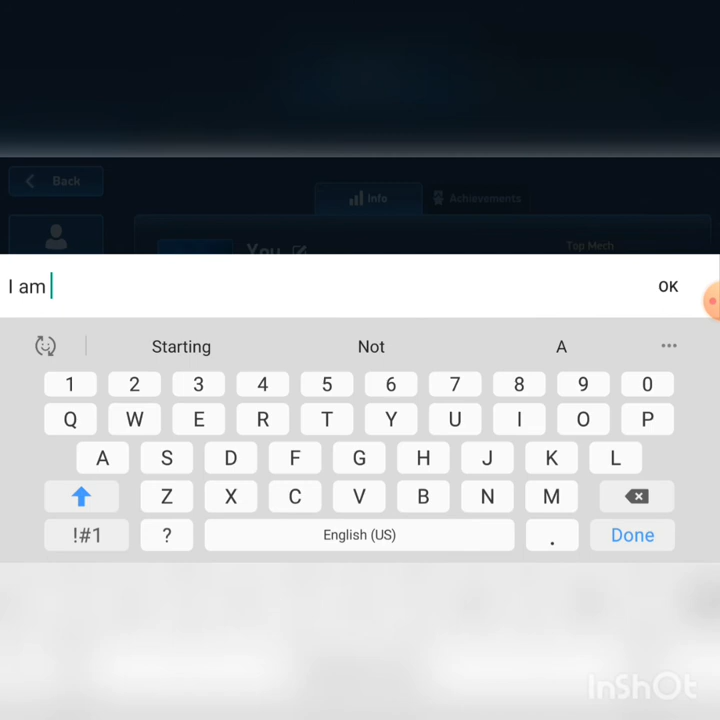 Back
Info
Achievements
You
Top Mech
I am
OK
Starting
Not
A
1 2 3 4 5 6 7 8 9 0
Q W E R T Y U I O P
A S D F G H J K L
Z X C V B N M
!#1 ? English (US) . Done
InShOt